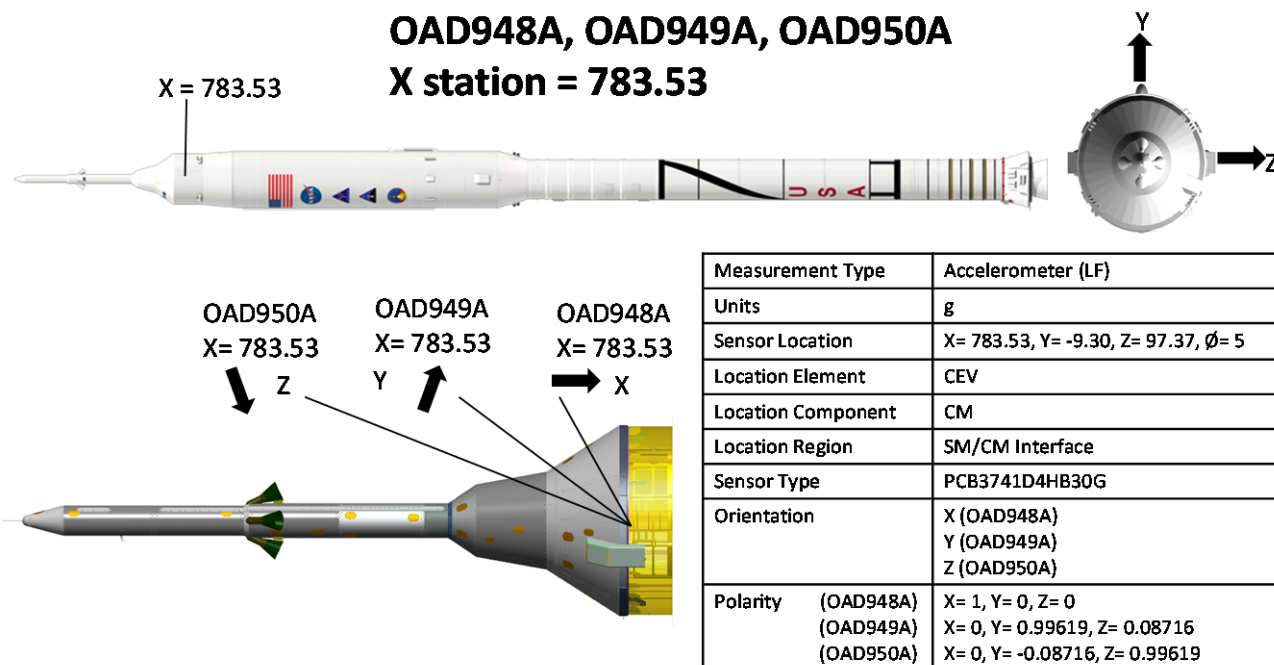 OAD948A, OAD949A, OAD950A
X station = 783.53
X = 783.53
Y
Z
USA
OAD950A
X= 783.53
Z
OAD949A
X= 783.53
Y
OAD948A
X= 783.53
X
Measurement Type Accelerometer (LF)
Units g
Sensor Location X= 783.53, Y= -9.30, Z= 97.37, Ø= 5
Location Element CEV
Location Component CM
Location Region SM/CM Interface
Sensor Type PCB3741D4HB30G
Orientation X (OAD948A)
Y (OAD949A)
Z (OAD950A)
Polarity (OAD948A) X= 1, Y= 0, Z= 0
(OAD949A) X= 0, Y= 0.99619, Z= 0.08716
(OAD950A) X= 0, Y= -0.08716, Z= 0.99619